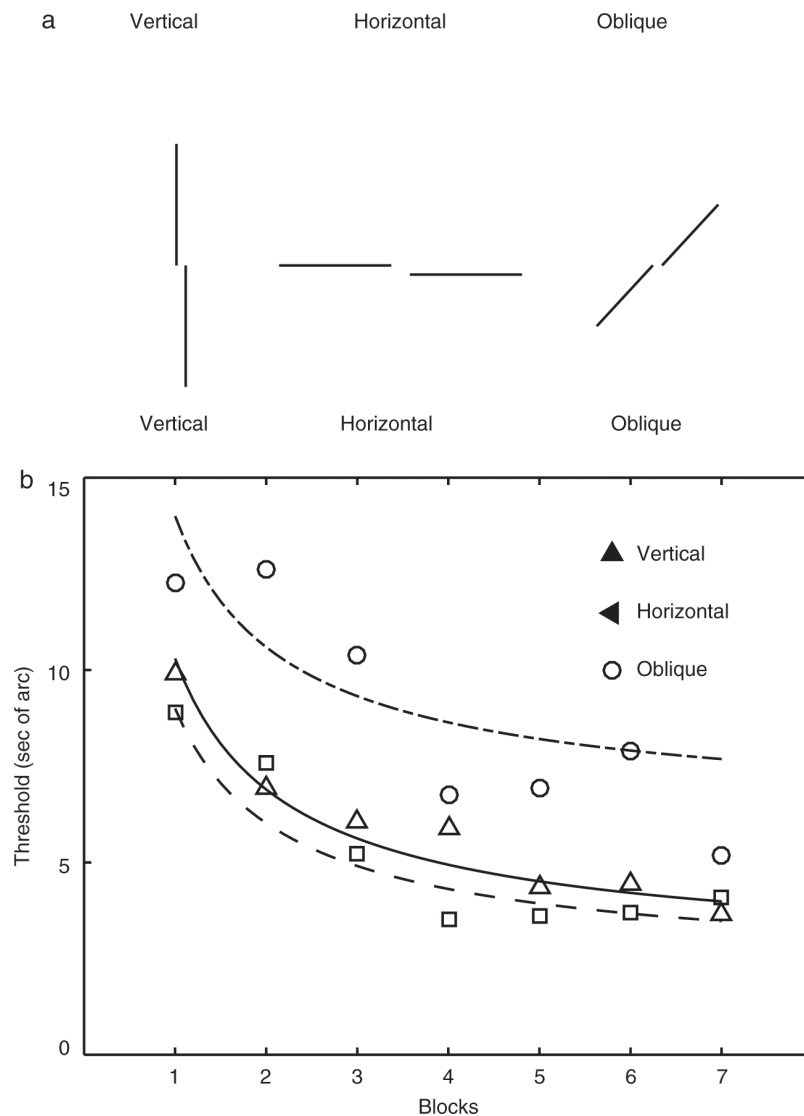 a
Vertical Horizontal Oblique
Vertical Horizontal Oblique
b
15
10
5
0
Threshold (sec of arc)
Vertical
Horizontal
Oblique
1 2 3 4 5 6 7
Blocks